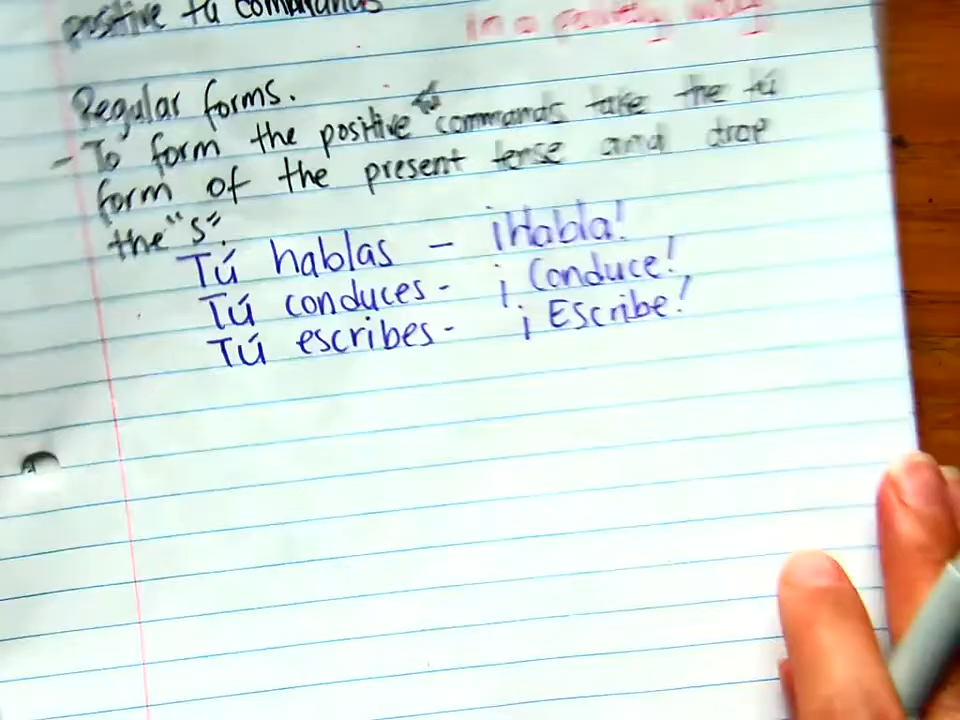 positive tú commands
in a
Regular forms.
- To form the positive tú commands take the tú
form of the present tense and drop
the "s".
Tú hablas - ¡Habla!
Tú conduces - ¡Conduce!
Tú escribes - ¡Escribe!